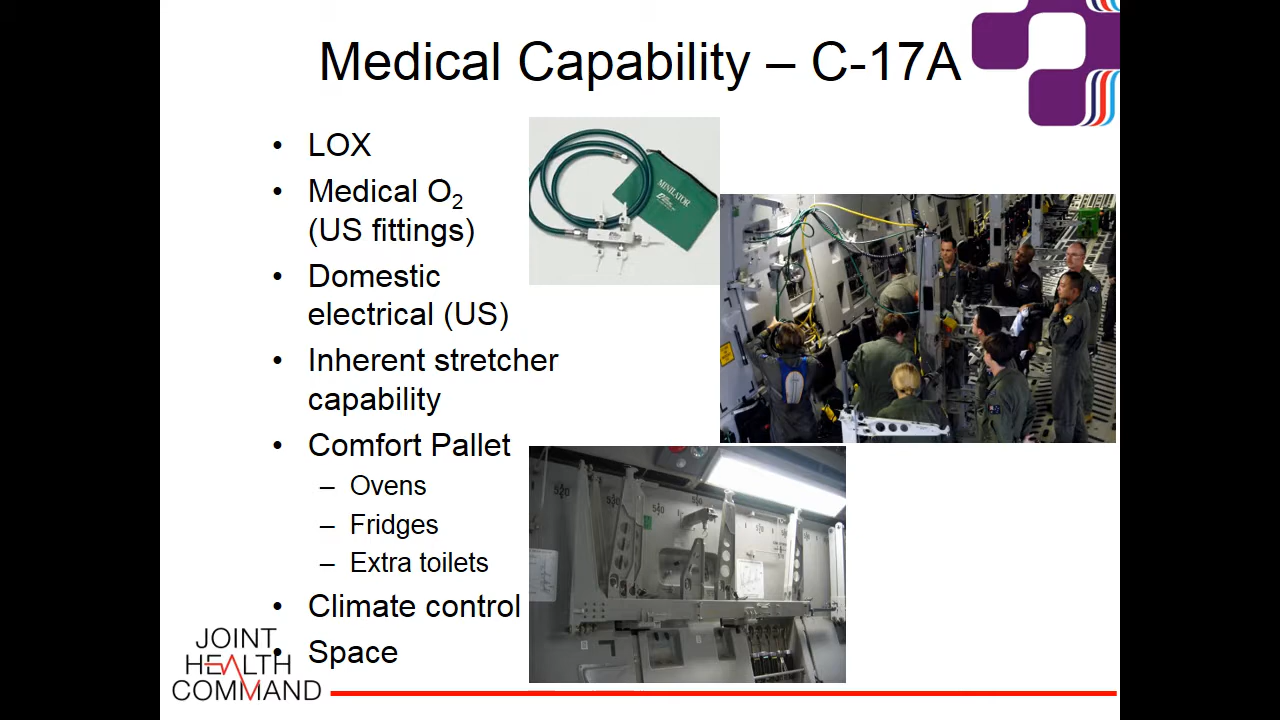 Medical Capability – C-17A
• LOX
• Medical O₂
(US fittings)
• Domestic
electrical (US)
• Inherent stretcher
capability
• Comfort Pallet
– Ovens
– Fridges
– Extra toilets
• Climate control
• Space
MINILATOR
JOINT
HEALTH
COMMAND